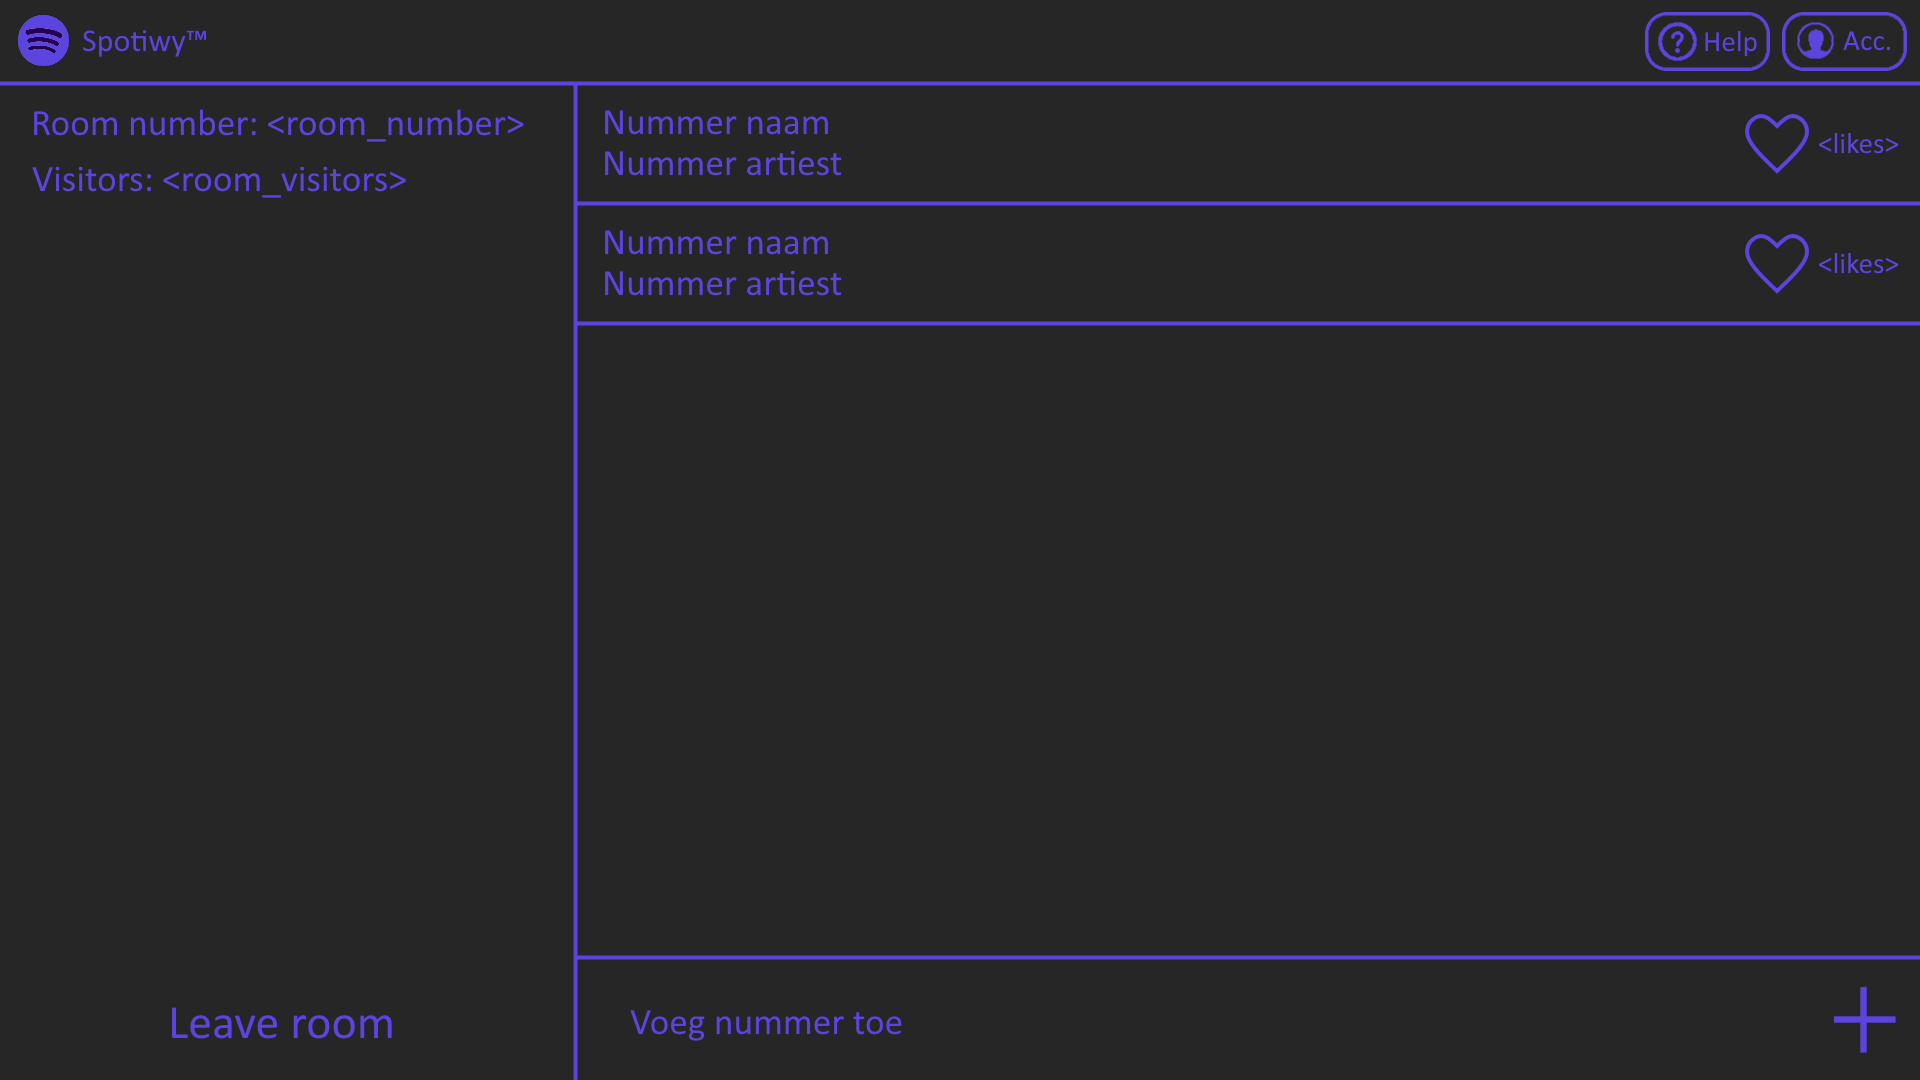 Spotiwy™
Help
Acc.
Room number: <room_number>
Visitors: <room_visitors>
Nummer naam
Nummer artiest
<likes>
Nummer naam
Nummer artiest
<likes>
Leave room
Voeg nummer toe